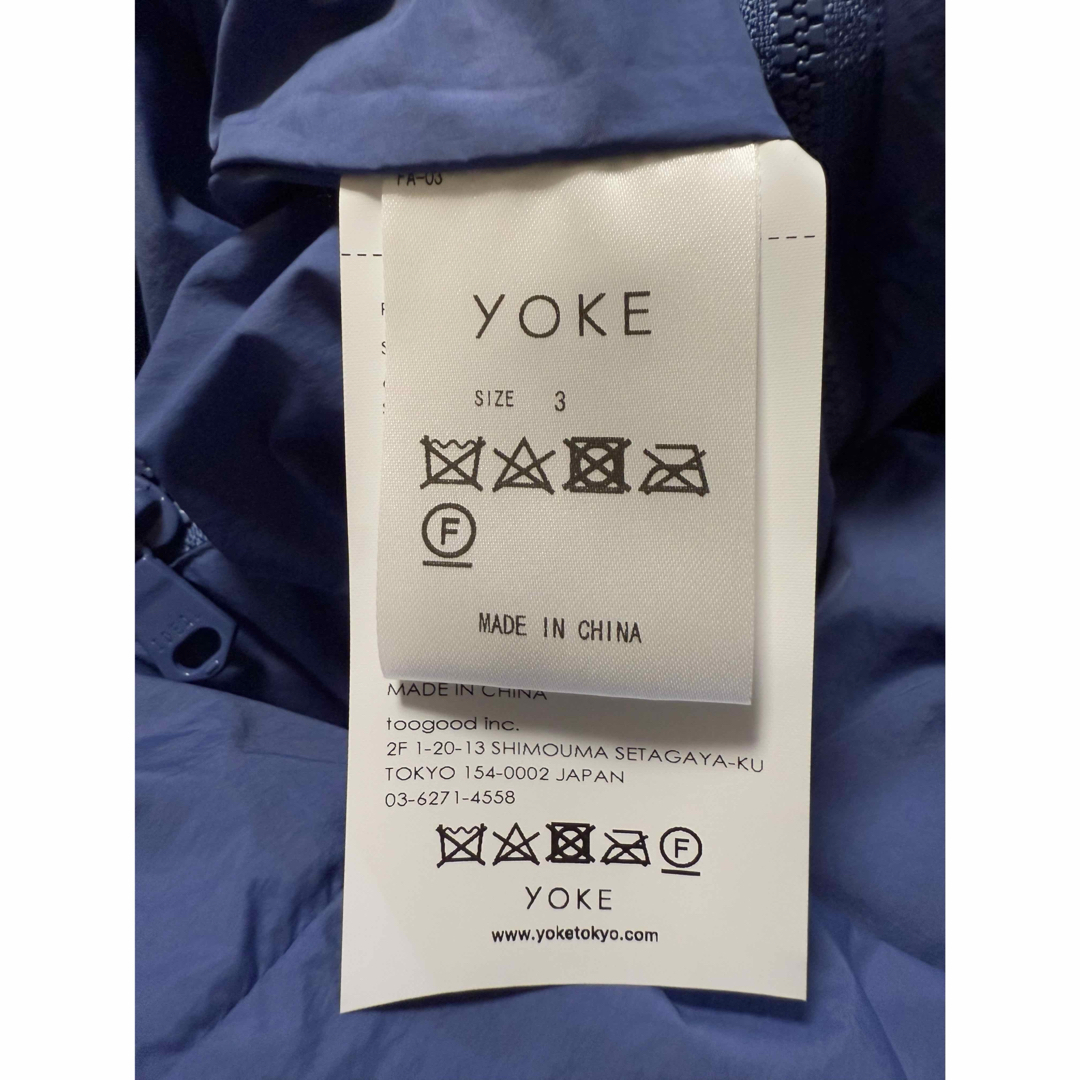 FA-03
YOKE
SIZE 3
F
MADE IN CHINA
MADE IN CHINA
toogood inc.
2F 1-20-13 SHIMOUMA SETAGAYA-KU
TOKYO 154-0002 JAPAN
03-6271-4558
F
YOKE
www.yoketokyo.com